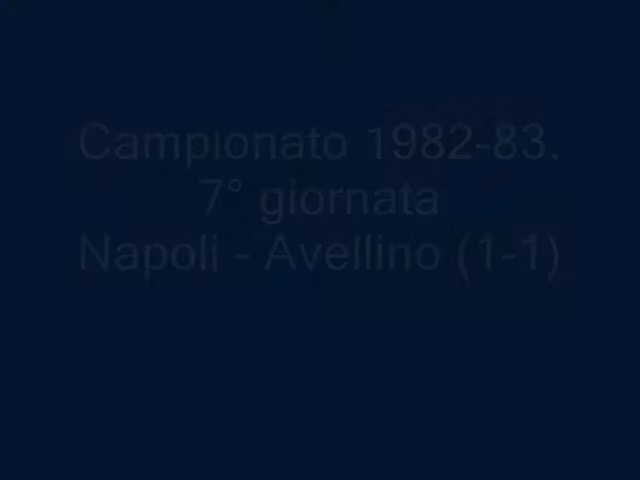 Campionato 1982-83.
7° giornata
Napoli - Avellino (1-1)